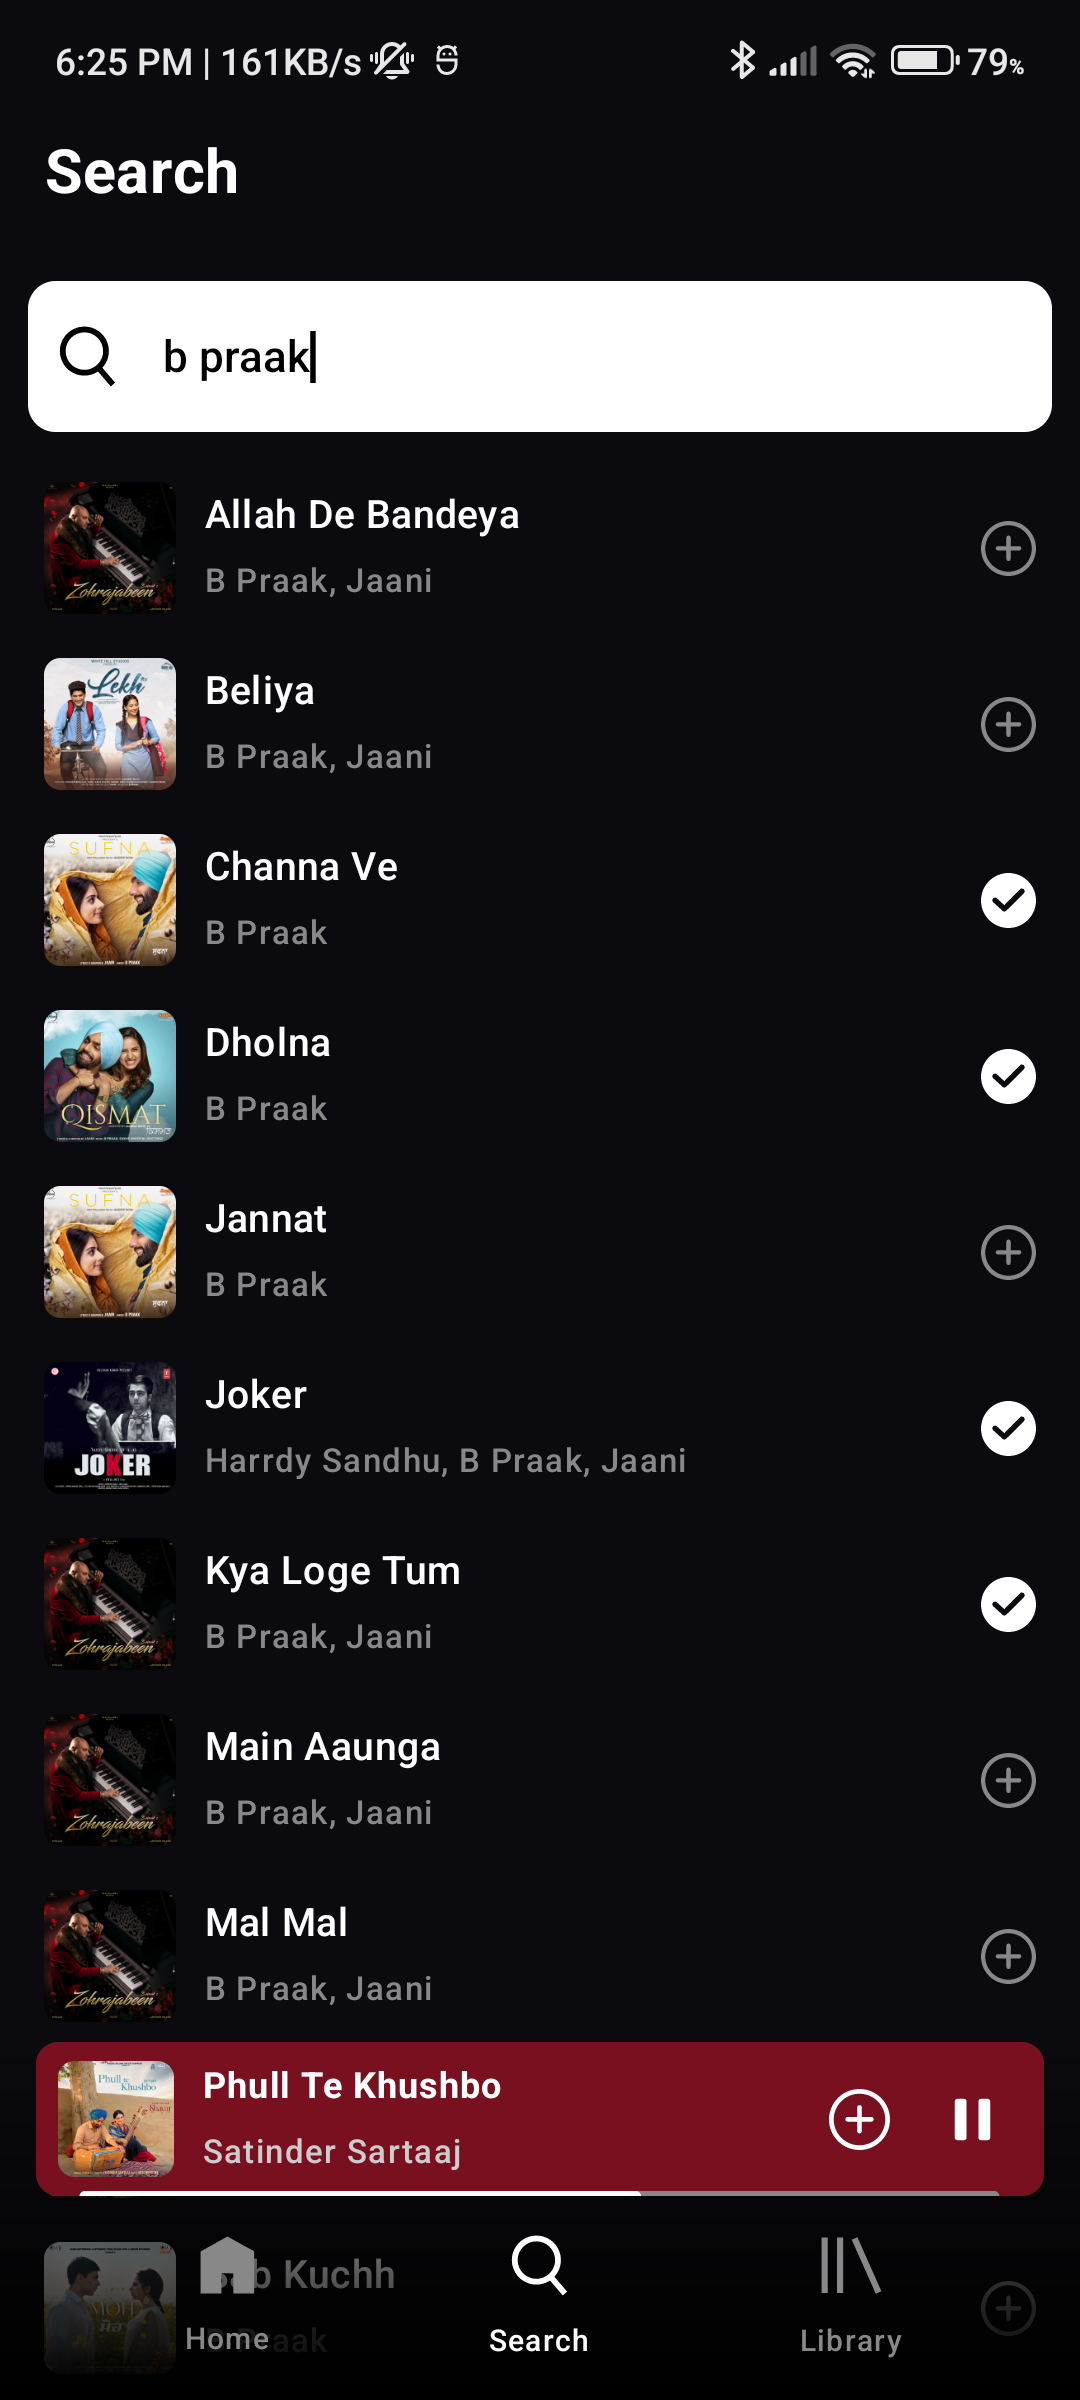 6:25 PM | 161KB/s
79%
Search
b praak
Allah De Bandeya
B Praak, Jaani
Zohrajabeen
Beliya
B Praak, Jaani
Lekh
SUFNA
Channa Ve
B Praak
Dholna
B Praak
QISMAT
SUFNA
Jannat
B Praak
Joker
Harrdy Sandhu, B Praak, Jaani
JOKER
Kya Loge Tum
B Praak, Jaani
Zohrajabeen
Main Aaunga
B Praak, Jaani
Zohrajabeen
Mal Mal
B Praak, Jaani
Zohrajabeen
Phull Te Khushbo
Satinder Sartaaj
Phull te
Khushbo
Kuchh
MOH
Home
Search
Library